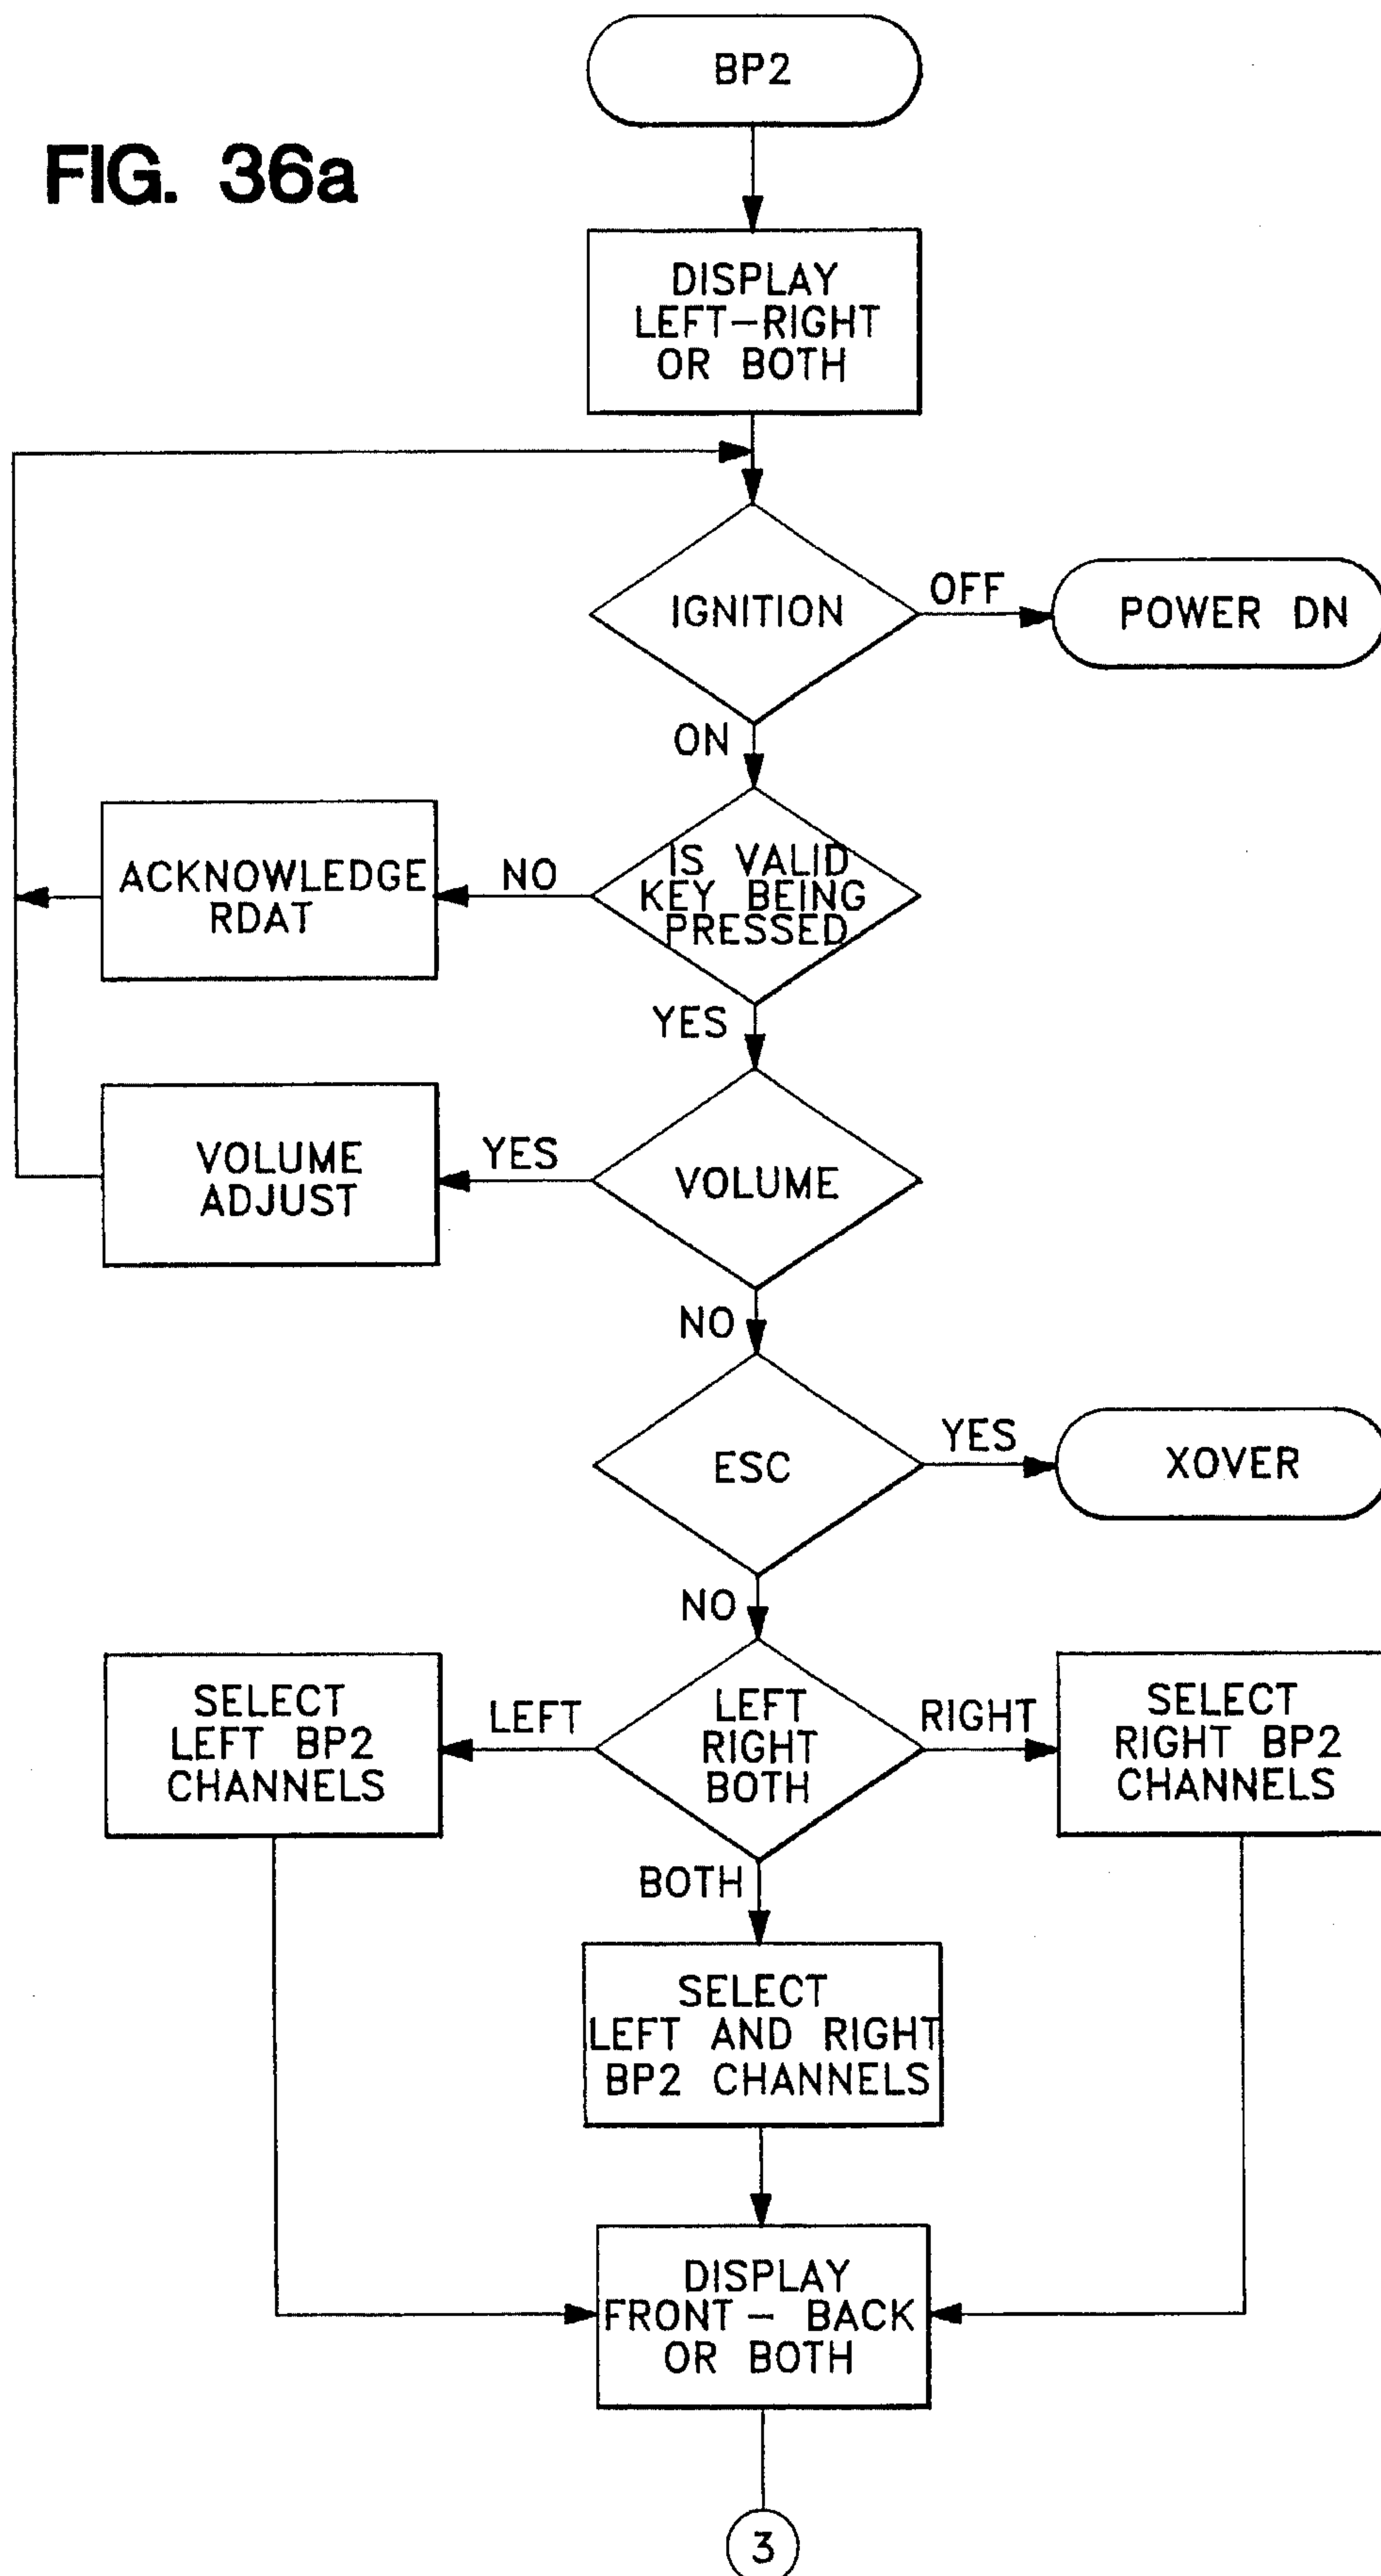 BP2
FIG. 36a
DISPLAY
LEFT-RIGHT
OR BOTH
IGNITION
OFF
POWER DN
ON
IS VALID
KEY BEING
PRESSED
NO
ACKNOWLEDGE
RDAT
YES
VOLUME
YES
VOLUME
ADJUST
NO
ESC
YES
XOVER
NO
LEFT
RIGHT
BOTH
LEFT
SELECT
LEFT BP2
CHANNELS
RIGHT
SELECT
RIGHT BP2
CHANNELS
BOTH
SELECT
LEFT AND RIGHT
BP2 CHANNELS
DISPLAY
FRONT - BACK
OR BOTH
3